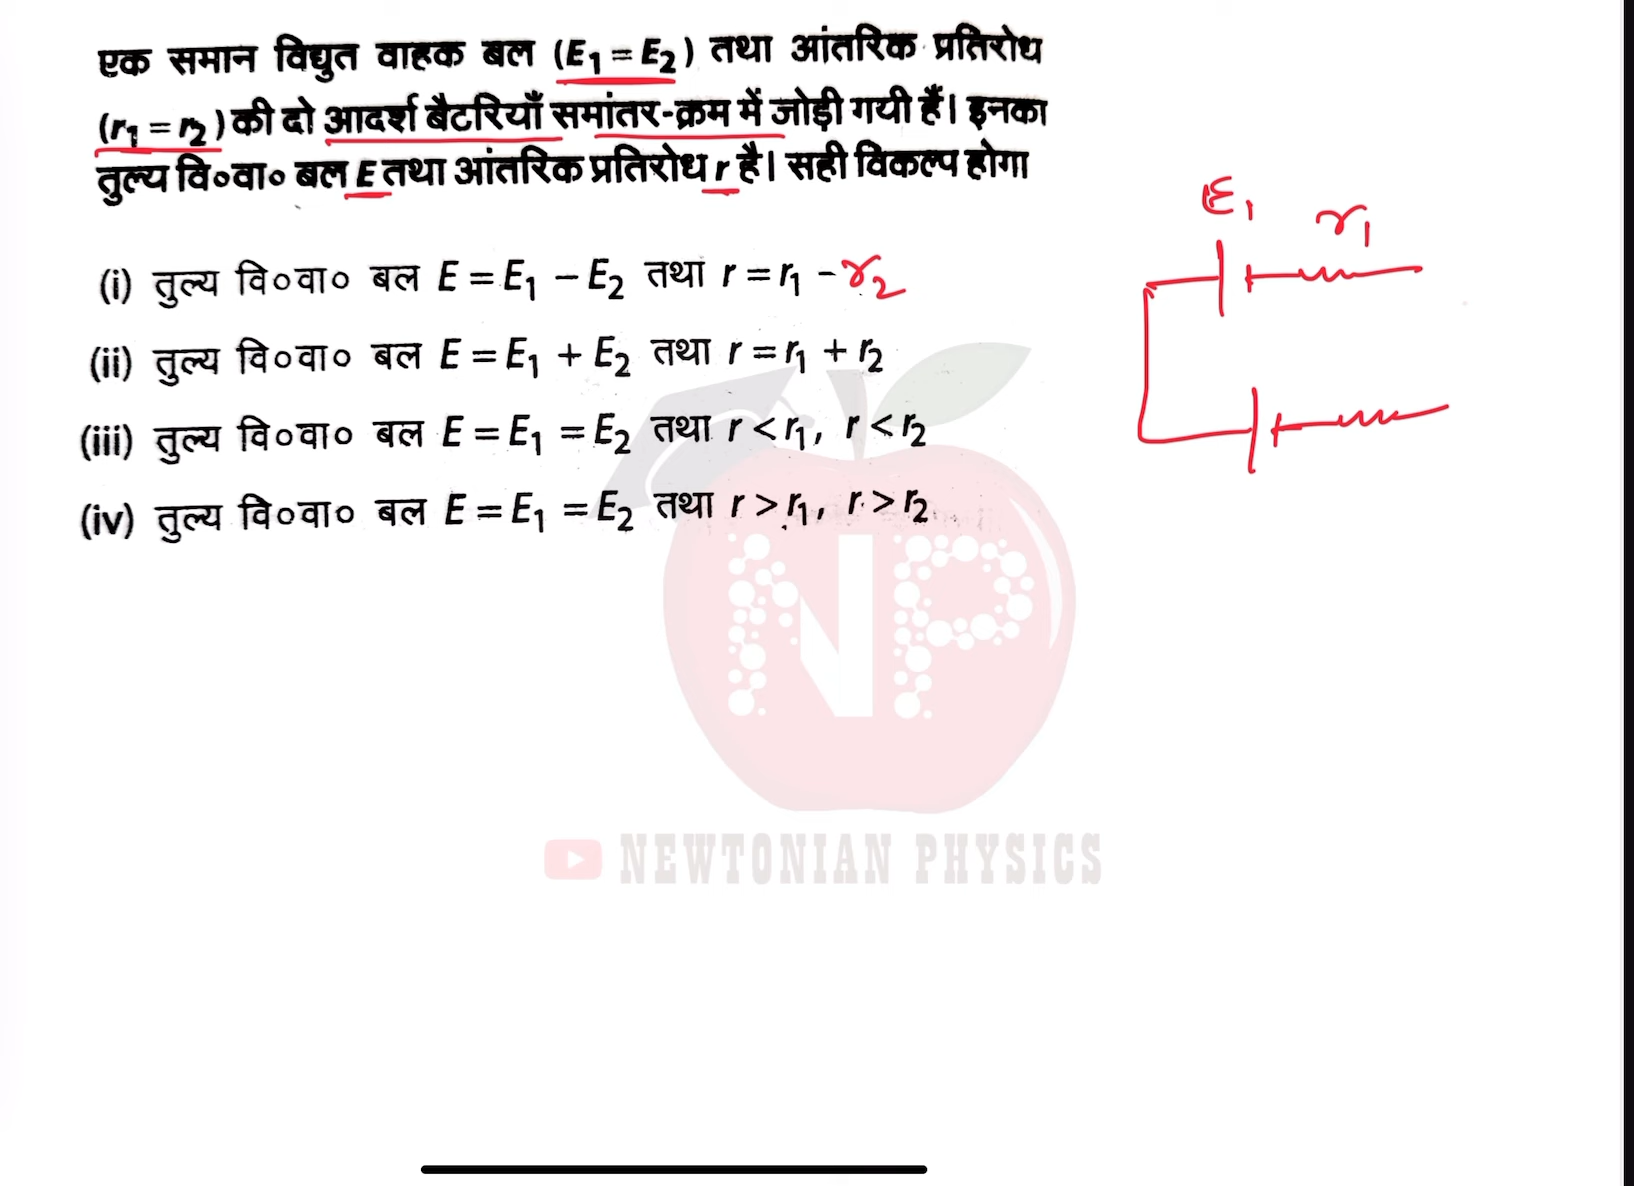 एक समान विद्युत वाहक बल (E₁ = E₂) तथा आंतरिक प्रतिरोध
(r₁ = r₂) की दो आदर्श बैटरियाँ समांतर-क्रम में जोड़ी गयी हैं। इनका
तुल्य वि०वा० बल E तथा आंतरिक प्रतिरोध r है। सही विकल्प होगा
(i) तुल्य वि०वा० बल E = E₁ – E₂ तथा r = r₁ – r₂
(ii) तुल्य वि०वा० बल E = E₁ + E₂ तथा r = r₁ + r₂
(iii) तुल्य वि०वा० बल E = E₁ = E₂ तथा r < r₁, r < r₂
(iv) तुल्य वि०वा० बल E = E₁ = E₂ तथा r > r₁, r > r₂
E₁
r₁
NP
NEWTONIAN PHYSICS